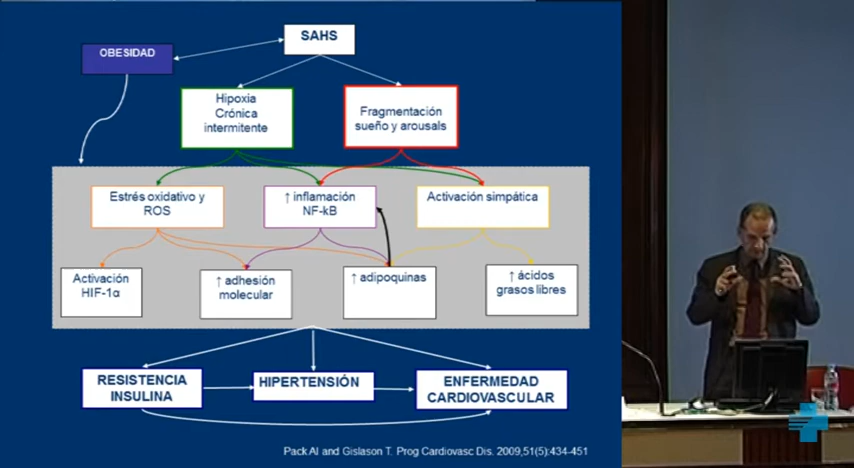 SAHS
OBESIDAD
Hipoxia
Crónica
intermitente
Fragmentación
sueño y arousals
Estrés oxidativo y
ROS
↑ inflamación
NF-kB
Activación simpática
Activación
HIF-1α
↑ adhesión
molecular
↑ adipoquinas
↑ ácidos
grasos libres
RESISTENCIA
INSULINA
HIPERTENSIÓN
ENFERMEDAD
CARDIOVASCULAR
Pack AI and Gislason T. Prog Cardiovasc Dis. 2009,51(5):434-451